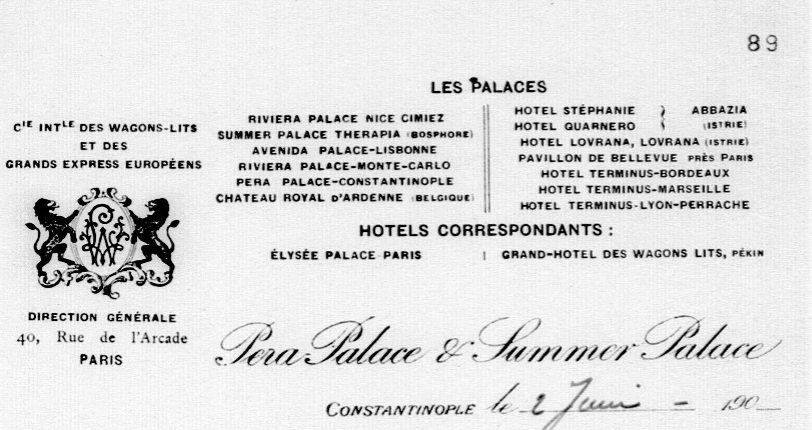 89
LES PALACES
CIE INTLE DES WAGONS-LITS
ET DES
GRANDS EXPRESS EUROPÉENS
DIRECTION GÉNÉRALE
40, Rue de l'Arcade
PARIS
RIVIERA PALACE NICE CIMIEZ
SUMMER PALACE THERAPIA (BOSPHORE)
AVENIDA PALACE-LISBONNE
RIVIERA PALACE-MONTE-CARLO
PERA PALACE-CONSTANTINOPLE
CHATEAU ROYAL D'ARDENNE (BELGIQUE)
HOTEL STÉPHANIE } ABBAZIA
HOTEL QUARNERO } (ISTRIE)
HOTEL LOVRANA, LOVRANA (ISTRIE)
PAVILLON DE BELLEVUE PRÈS PARIS
HOTEL TERMINUS-BORDEAUX
HOTEL TERMINUS-MARSEILLE
HOTEL TERMINUS-LYON-PERRACHE
HOTELS CORRESPONDANTS :
ÉLYSÉE PALACE PARIS | GRAND-HOTEL DES WAGONS LITS, PÉKIN
Pera Palace & Summer Palace
CONSTANTINOPLE le 2 Juin - 190